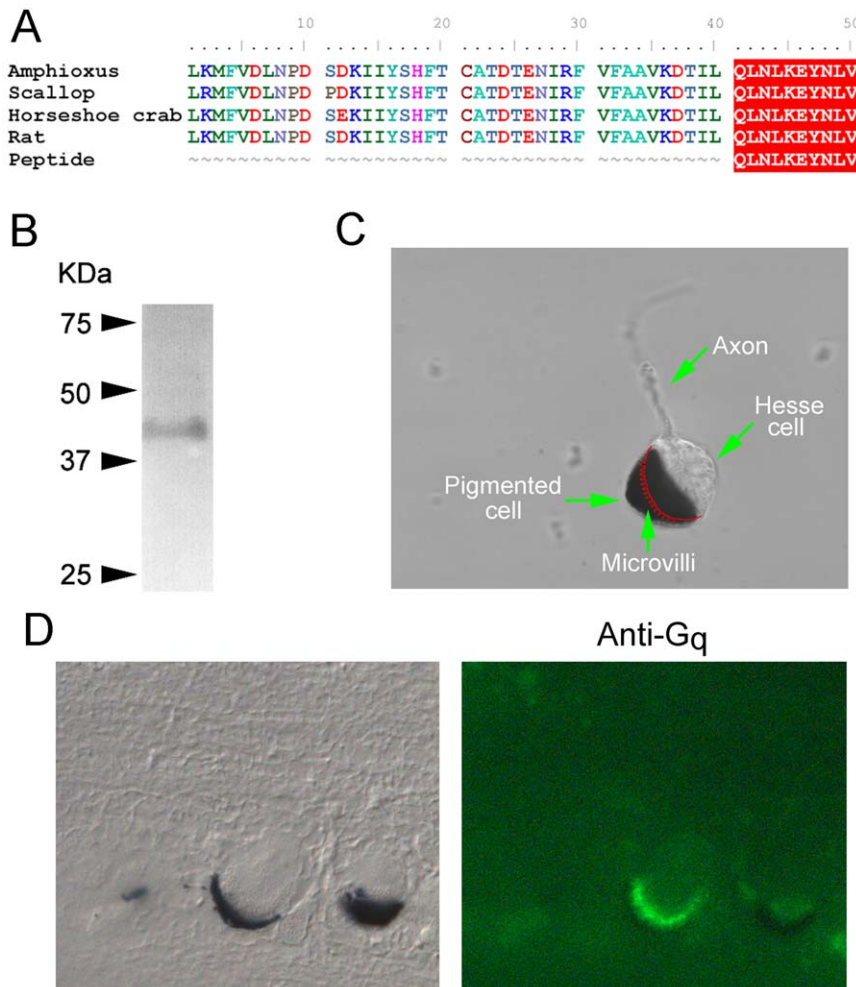 A
10 20 30 40 50
Amphioxus LKMFVDLNPD SDKIIYSHFT CATDTENIRF VFAAVKDTIL QLNLKEYNLV
Scallop LRMFVDLNPD PDKIIYSHFT CATDTENIRF VFAAVKDTIL QLNLKEYNLV
Horseshoe crab LKMFVDLNPD SEKIIYSHFT CATDTENIRF VFAAVKDTIL QLNLKEYNLV
Rat LKMFVDLNPD SDKIIYSHFT CATDTENIRF VFAAVKDTIL QLNLKEYNLV
Peptide ~~~~~~~~~~ ~~~~~~~~~~ ~~~~~~~~~~ ~~~~~~~~~~ QLNLKEYNLV
B
KDa
75
50
37
25
C
Axon
Hesse
cell
Pigmented
cell
Microvilli
D
Anti-Gq